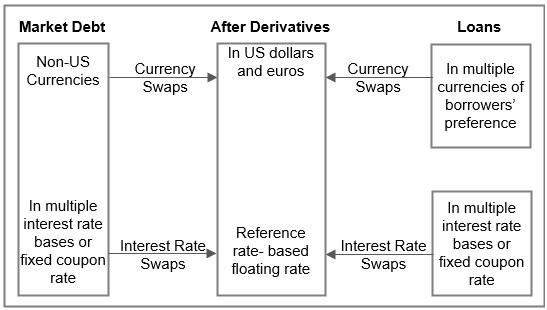 Market Debt
After Derivatives
Loans
Non-US
Currencies
Currency
Swaps
In US dollars
and euros
Currency
Swaps
In multiple
currencies of
borrowers'
preference
In multiple
interest rate
bases or
fixed coupon
rate
Interest Rate
Swaps
Reference
rate- based
floating rate
Interest Rate
Swaps
In multiple
interest rate
bases or
fixed coupon
rate